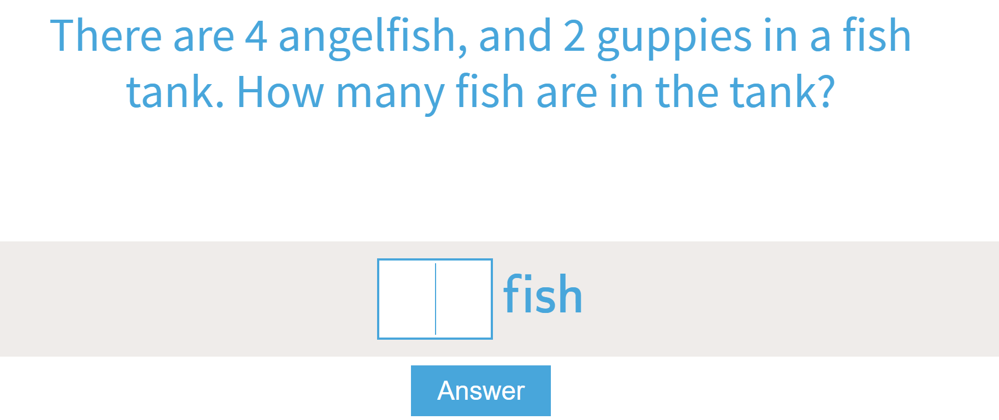 There are 4 angelfish, and 2 guppies in a fish
tank. How many fish are in the tank?
fish
Answer